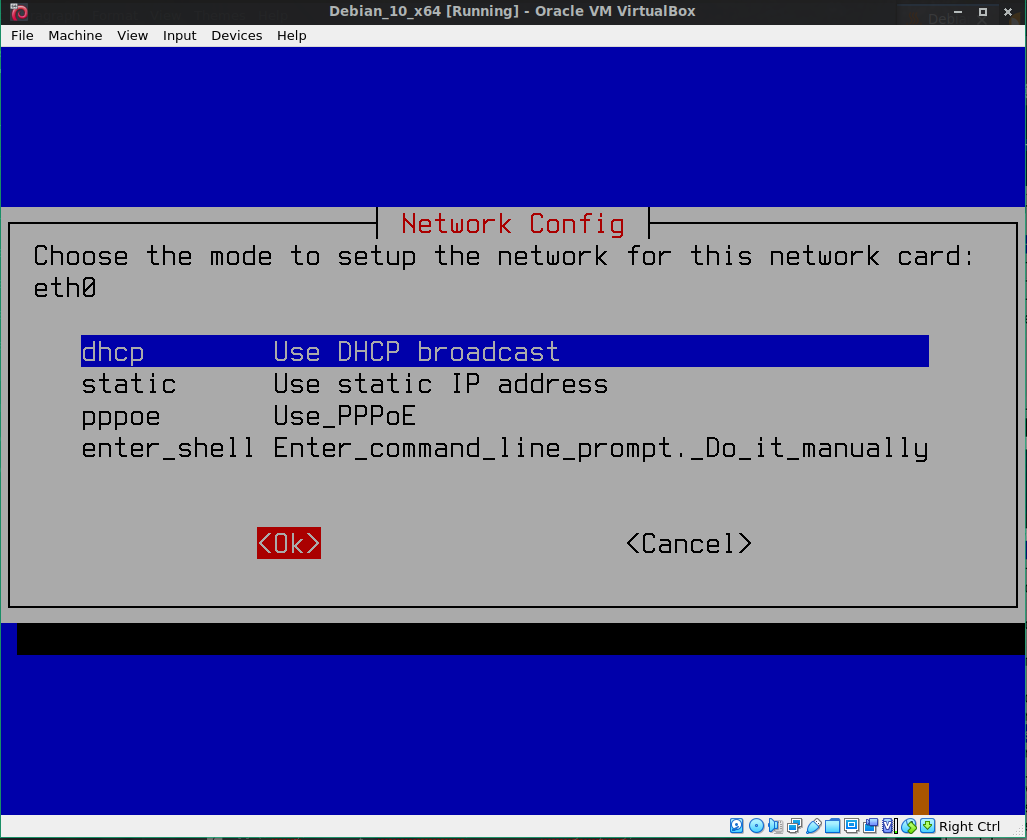 Debian_10_x64 [Running] - Oracle VM VirtualBox
File Machine View Input Devices Help
Network Config
Choose the mode to setup the network for this network card:
eth0
dhcp Use DHCP broadcast
static Use static IP address
pppoe Use_PPPoE
enter_shell Enter_command_line_prompt._Do_it_manually
<Ok> <Cancel>
Right Ctrl